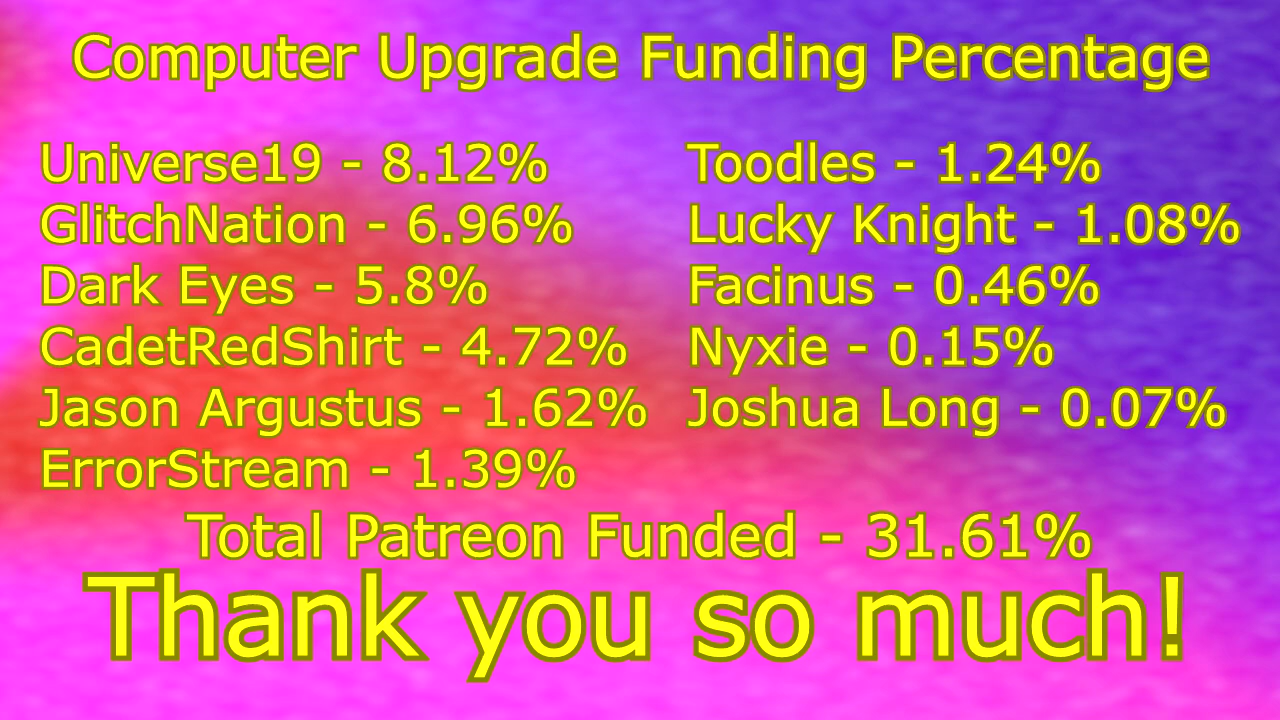 Computer Upgrade Funding Percentage
Universe19 - 8.12%
GlitchNation - 6.96%
Dark Eyes - 5.8%
CadetRedShirt - 4.72%
Jason Argustus - 1.62%
ErrorStream - 1.39%
Toodles - 1.24%
Lucky Knight - 1.08%
Facinus - 0.46%
Nyxie - 0.15%
Joshua Long - 0.07%
Total Patreon Funded - 31.61%
Thank you so much!